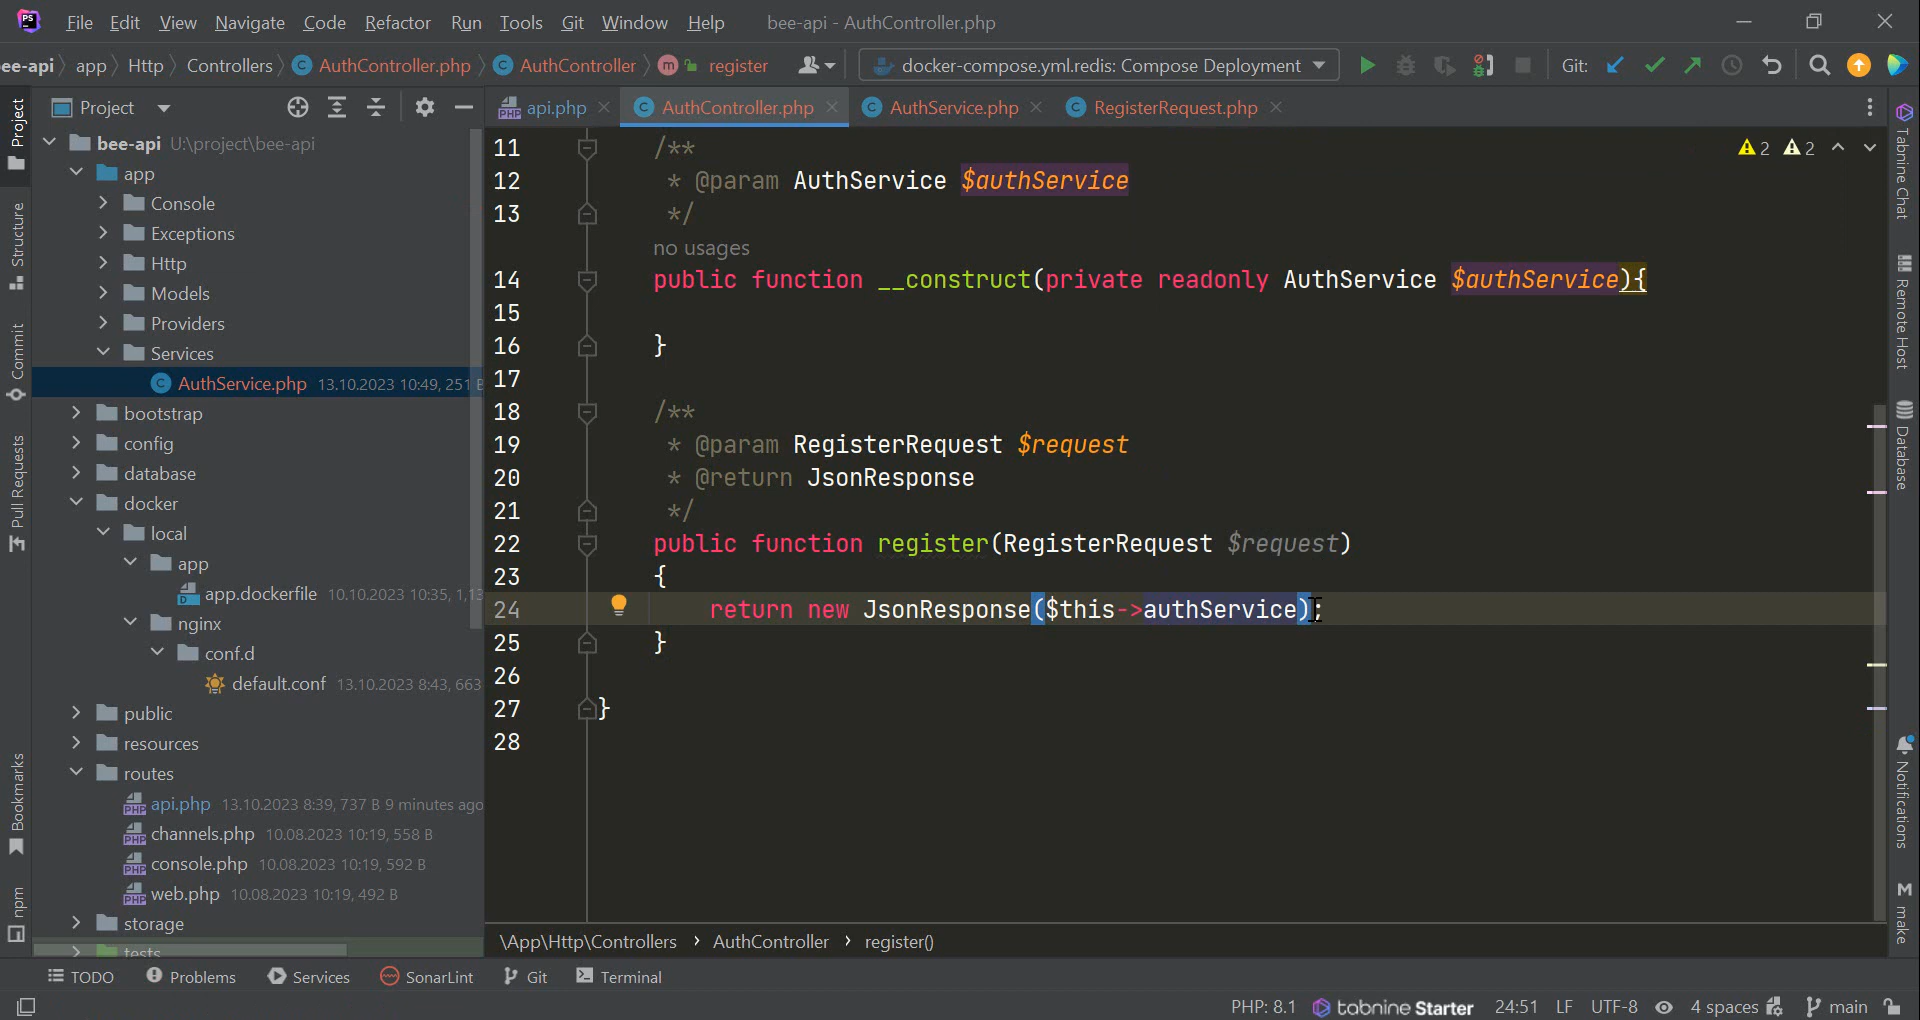 PS File Edit View Navigate Code Refactor Run Tools Git Window Help bee-api - AuthController.php
ee-api app Http Controllers C AuthController.php C AuthController m register docker-compose.yml.redis: Compose Deployment Git:
Project
C api.php
C AuthController.php
C AuthService.php
C RegisterRequest.php
Project
Structure
Commit
Pull Requests
Bookmarks
npm
bee-api U:\project\bee-api
app
Console
Exceptions
Http
Models
Providers
Services
C AuthService.php 13.10.2023 10:49, 251 B
bootstrap
config
database
docker
local
app
app.dockerfile 10.10.2023 10:35, 1,13
nginx
conf.d
default.conf 13.10.2023 8:43, 663
public
resources
routes
PHP api.php 13.10.2023 8:39, 737 B 9 minutes ago
PHP channels.php 10.08.2023 10:19, 558 B
PHP console.php 10.08.2023 10:19, 592 B
PHP web.php 10.08.2023 10:19, 492 B
storage
tests
2 2
11 /**
12 * @param AuthService $authService
13 */
no usages
14 public function __construct(private readonly AuthService $authService){
15
16 }
17
18 /**
19 * @param RegisterRequest $request
20 * @return JsonResponse
21 */
22 public function register(RegisterRequest $request)
23 {
24 return new JsonResponse($this->authService);
25 }
26
27 }
28
\App\Http\Controllers › AuthController › register()
Tabnine Chat
Remote Host
Database
Notifications
M make
TODO Problems Services SonarLint Git Terminal
PHP: 8.1 tabnine Starter 24:51 LF UTF-8 4 spaces main